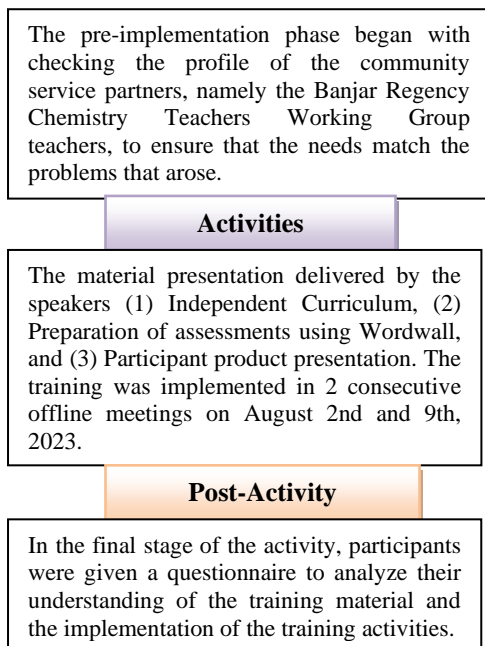 The pre-implementation phase began with
checking the profile of the community
service partners, namely the Banjar Regency
Chemistry Teachers Working Group
teachers, to ensure that the needs match the
problems that arose.
Activities
The material presentation delivered by the
speakers (1) Independent Curriculum, (2)
Preparation of assessments using Wordwall,
and (3) Participant product presentation. The
training was implemented in 2 consecutive
offline meetings on August 2nd and 9th,
2023.
Post-Activity
In the final stage of the activity, participants
were given a questionnaire to analyze their
understanding of the training material and
the implementation of the training activities.